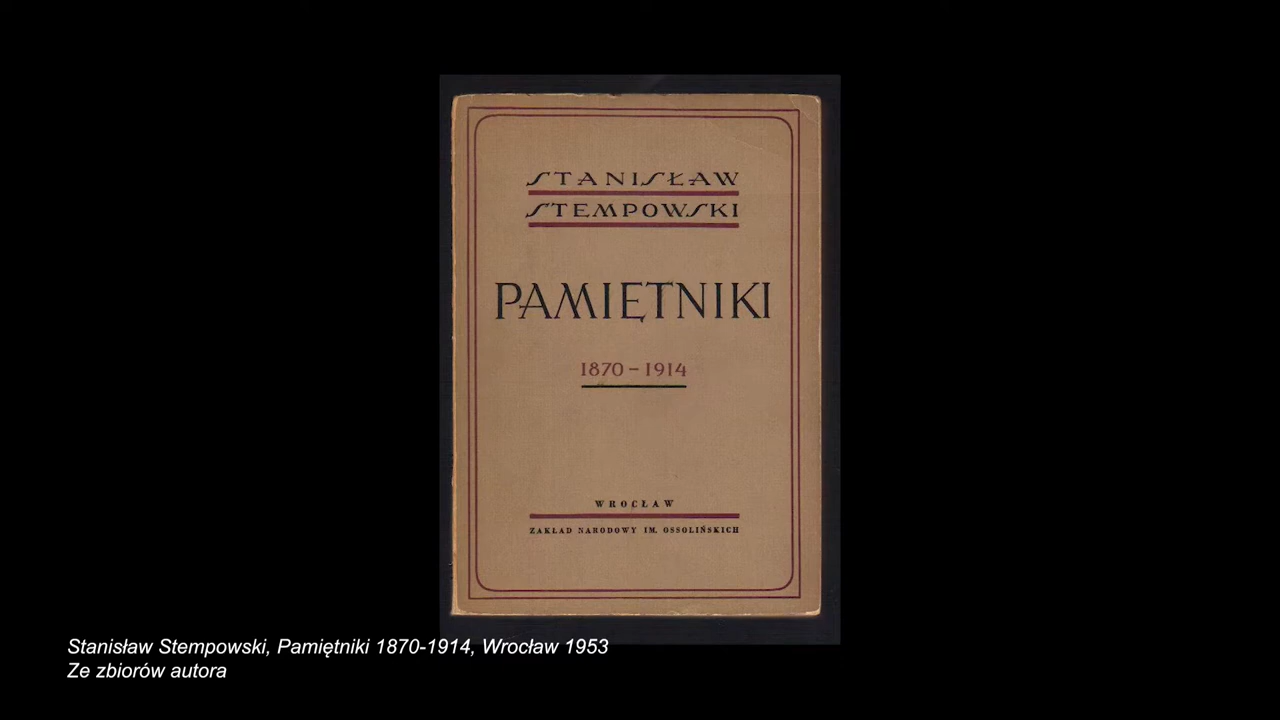 STANISŁAW
STEMPOWSKI
PAMIĘTNIKI
1870 – 1914
WROCŁAW
ZAKŁAD NARODOWY IM. OSSOLIŃSKICH
Stanisław Stempowski, Pamiętniki 1870-1914, Wrocław 1953
Ze zbiorów autora